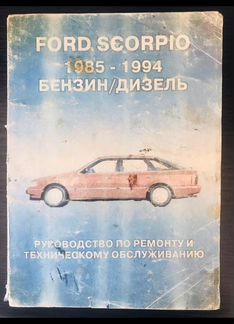 FORD SCORPIO
1985 - 1994
БЕНЗИН/ДИЗЕЛЬ
РУКОВОДСТВО ПО РЕМОНТУ И
ТЕХНИЧЕСКОМУ ОБСЛУЖИВАНИЮ